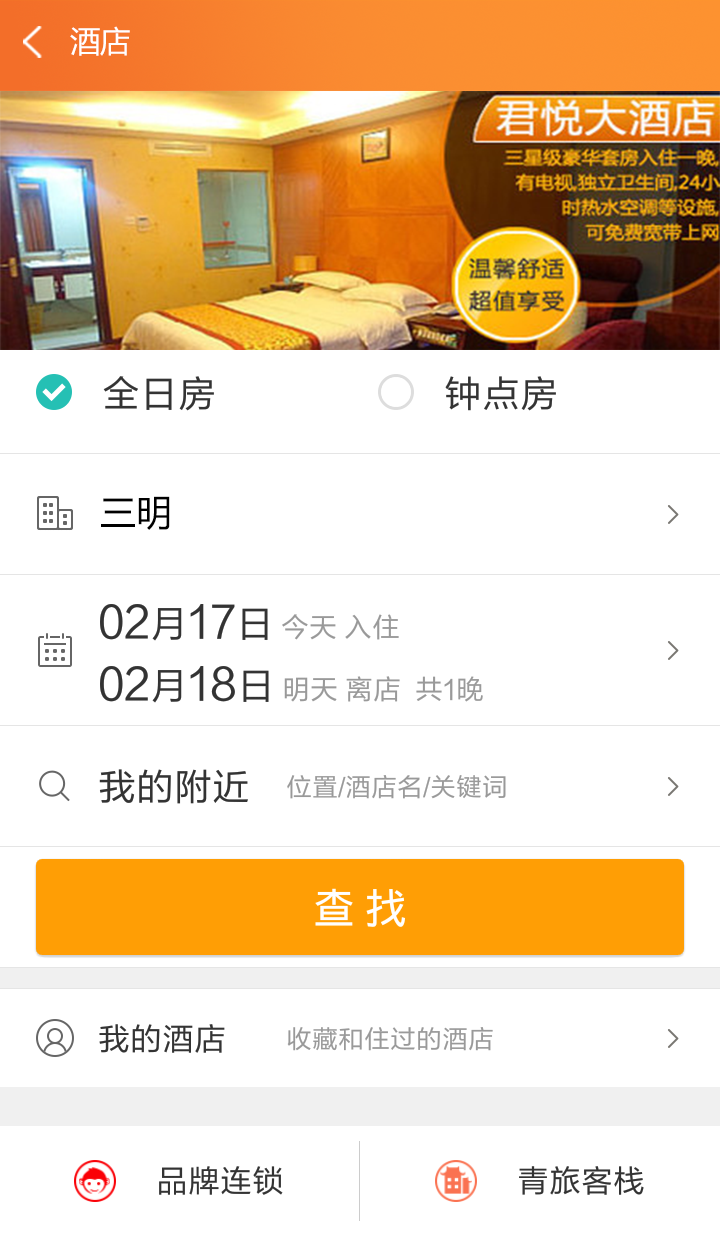 酒店
君悦大酒店
三星级豪华套房入住一晚,
有电视,独立卫生间,24小
时热水空调等设施,
可免费宽带上网
温馨舒适
超值享受
全日房
钟点房
三明
02月17日 今天 入住
02月18日 明天 离店 共1晚
我的附近 位置/酒店名/关键词
查 找
我的酒店 收藏和住过的酒店
品牌连锁
青旅客栈